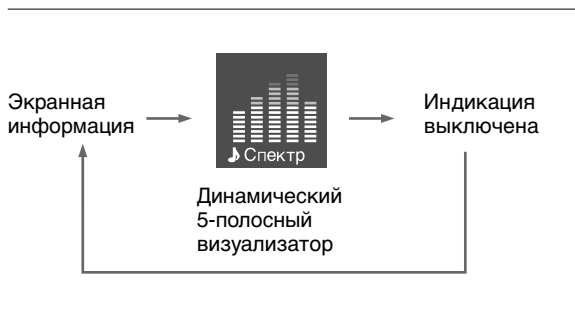 Экранная
информация
♪ Спектр
Динамический
5-полосный
визуализатор
Индикация
выключена